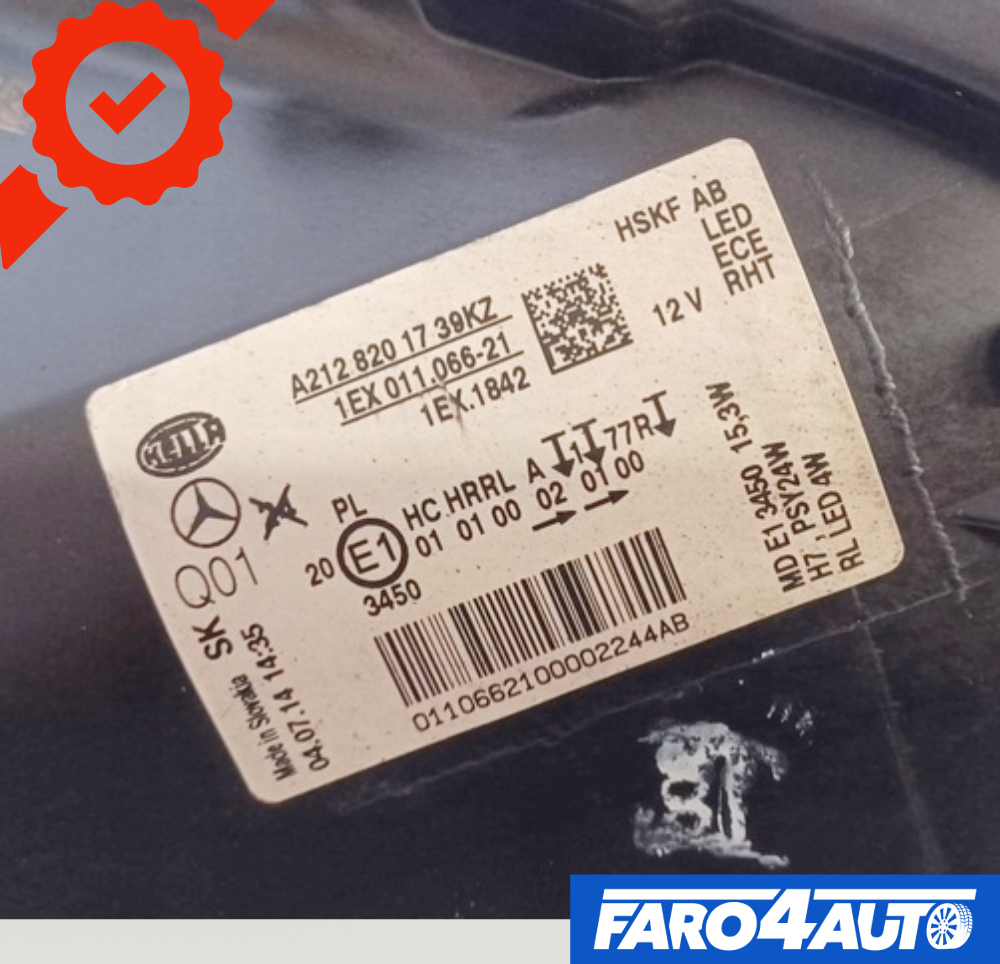 HSKF AB
LED
ECE
RHT
12 V
A212 820 17 39KZ
1EX 011.066-21
1EX.1842
HELLA
Q01
PL
20 E1
3450
HC HRRL A 1 77R
01 01 00 02 01 00
MD E1 3450 15,3W
H7 , PSY24W
RL LED 4W
SK
Made in Slovakia
04.07.14 14:35
0110662100002244AB
FARO4AUTO